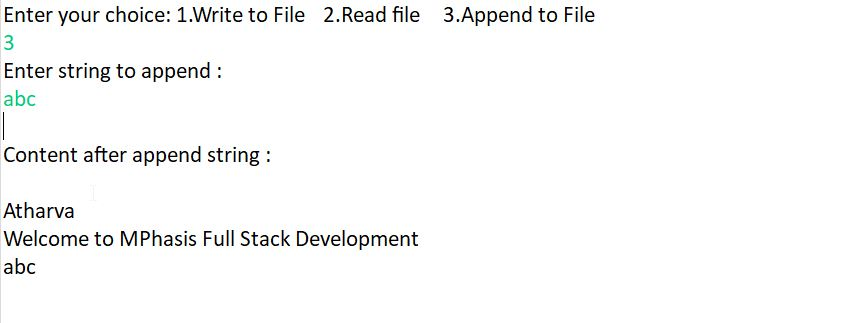 Enter your choice: 1.Write to File 2.Read file 3.Append to File
3
Enter string to append :
abc
Content after append string :
Atharva
Welcome to MPhasis Full Stack Development
abc